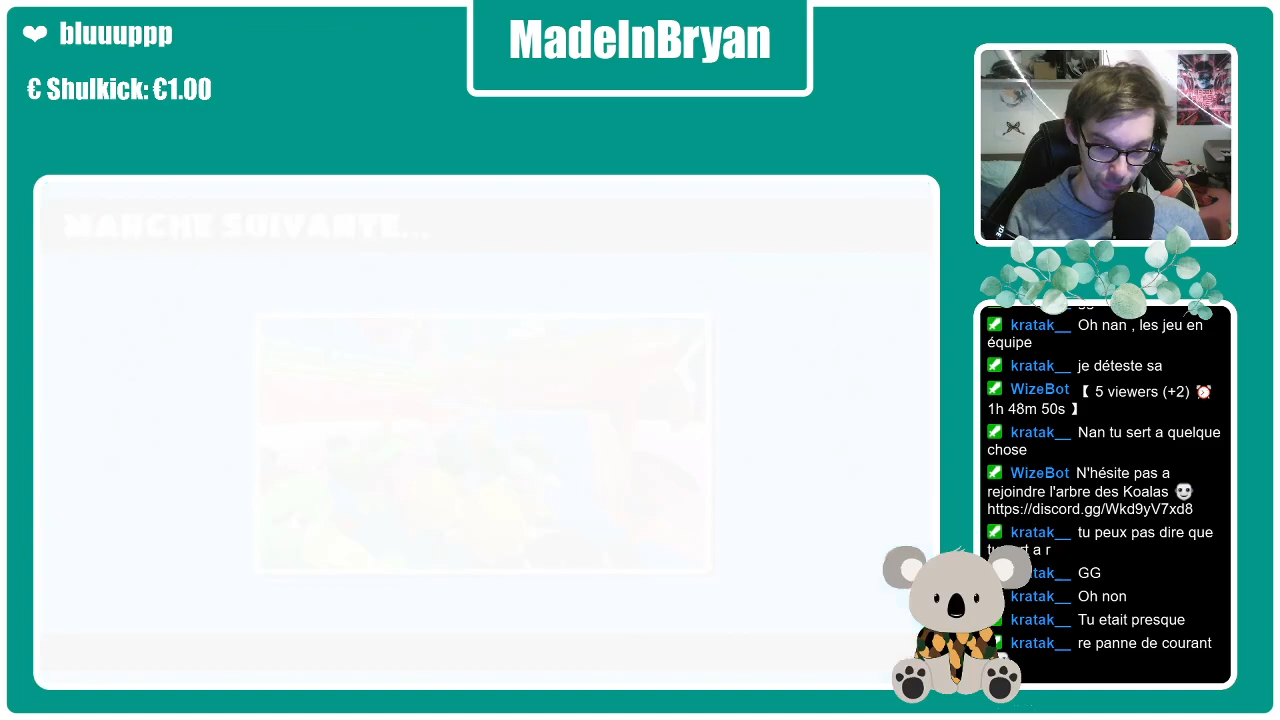 ❤ bluuuppp
MadeInBryan
€ Shulkick: €1.00
MANCHE SUIVANTE...
kratak__ Oh nan , les jeu en
équipe
kratak__ je déteste sa
WizeBot 【 5 viewers (+2) ⏰
1h 48m 50s 】
kratak__ Nan tu sert a quelque
chose
WizeBot N'hésite pas a
rejoindre l'arbre des Koalas
https://discord.gg/Wkd9yV7xd8
kratak__ tu peux pas dire que
a r
kratak__ GG
kratak__ Oh non
kratak__ Tu etait presque
kratak__ re panne de courant